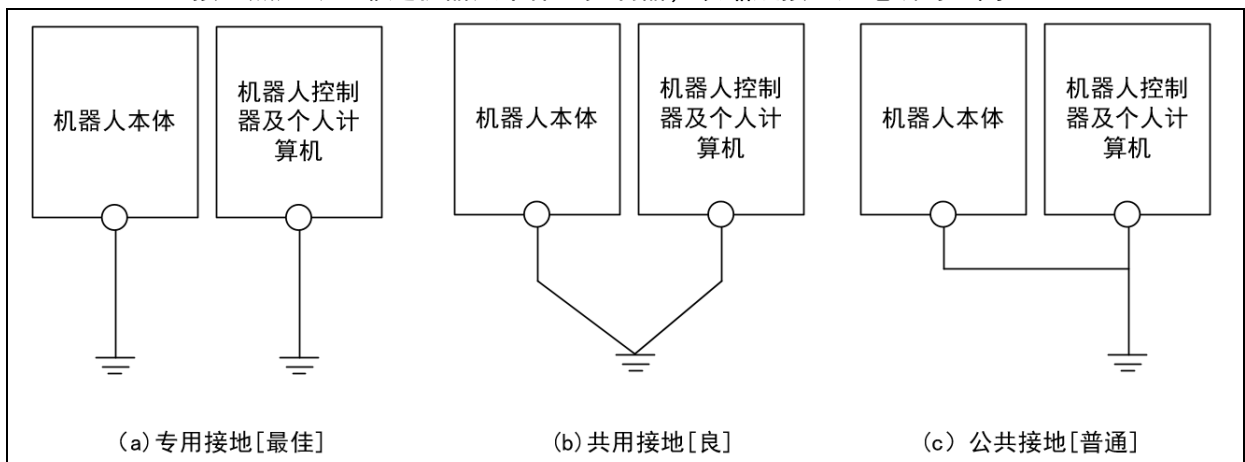 机器人本体
机器人控制
器及个人计
算机
机器人本体
机器人控制
器及个人计
算机
机器人本体
机器人控制
器及个人计
算机
(a)专用接地[最佳]
(b)共用接地[良]
(c) 公共接地[普通]